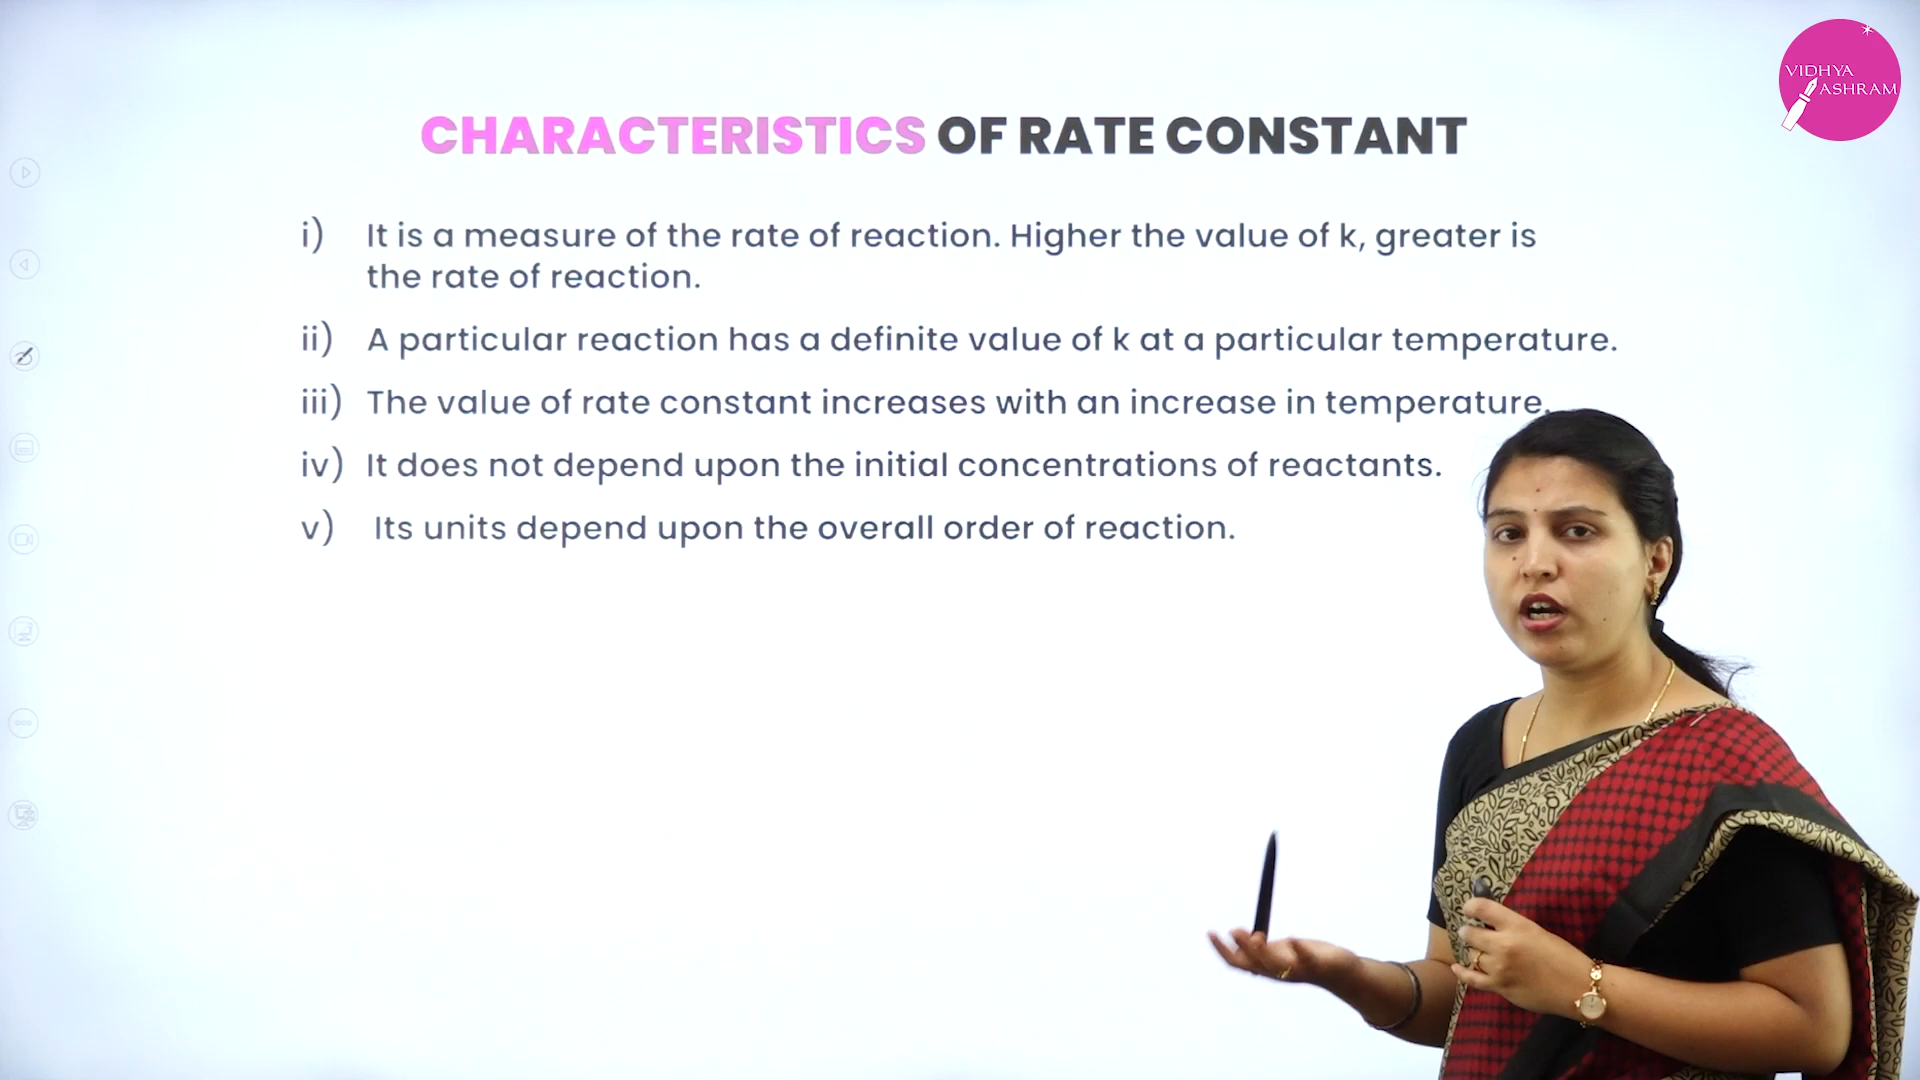 VIDHYA
ASHRAM
CHARACTERISTICS OF RATE CONSTANT
i) It is a measure of the rate of reaction. Higher the value of k, greater is
the rate of reaction.
ii) A particular reaction has a definite value of k at a particular temperature.
iii) The value of rate constant increases with an increase in temperature.
iv) It does not depend upon the initial concentrations of reactants.
v) Its units depend upon the overall order of reaction.